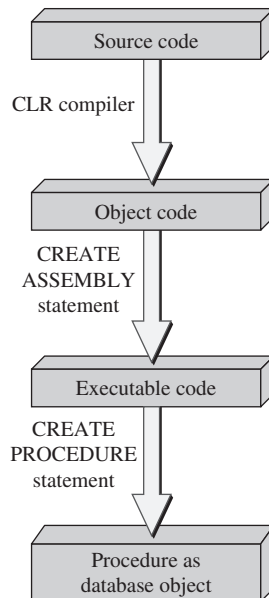 Source code
CLR compiler
Object code
CREATE
ASSEMBLY
statement
Executable code
CREATE
PROCEDURE
statement
Procedure as
database object